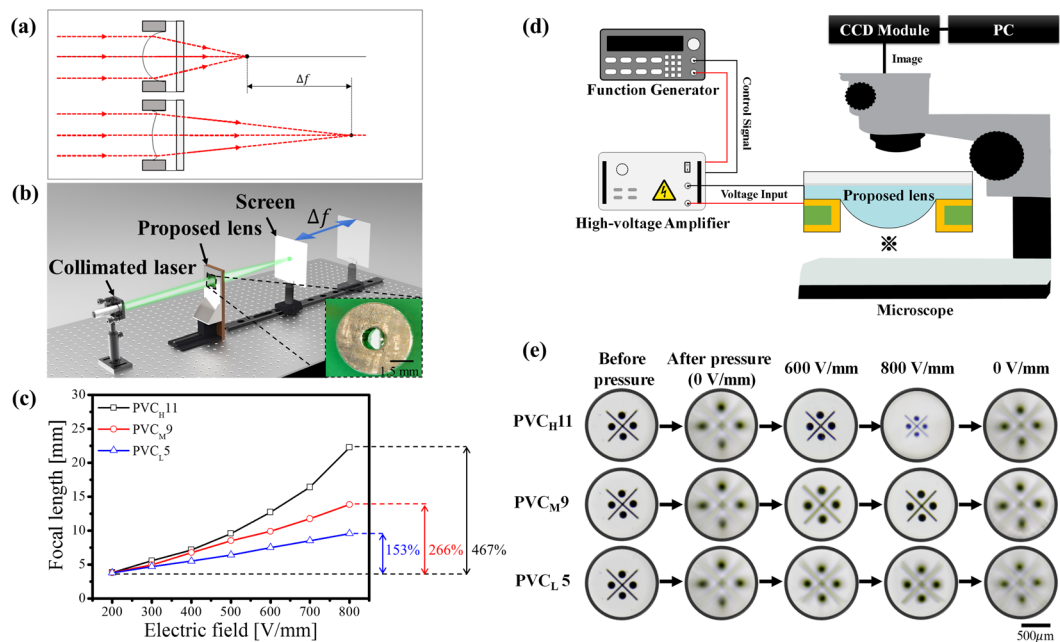 (a)
Δf
(b)
Screen
Δf
Proposed lens
Collimated laser
1.5 mm
(c)
Focal length [mm]
30
25
20
15
10
5
0
PVC_H11
PVC_M9
PVC_L5
153%
266%
467%
200
300
400
500
600
700
800
Electric field [V/mm]
(d)
CCD Module
PC
Image
Function Generator
Control Signal
High-voltage Amplifier
Voltage Input
Proposed lens
※
Microscope
(e)
Before
pressure
After pressure
(0 V/mm)
600 V/mm
800 V/mm
0 V/mm
PVC_H11
PVC_M9
PVC_L5
500μm